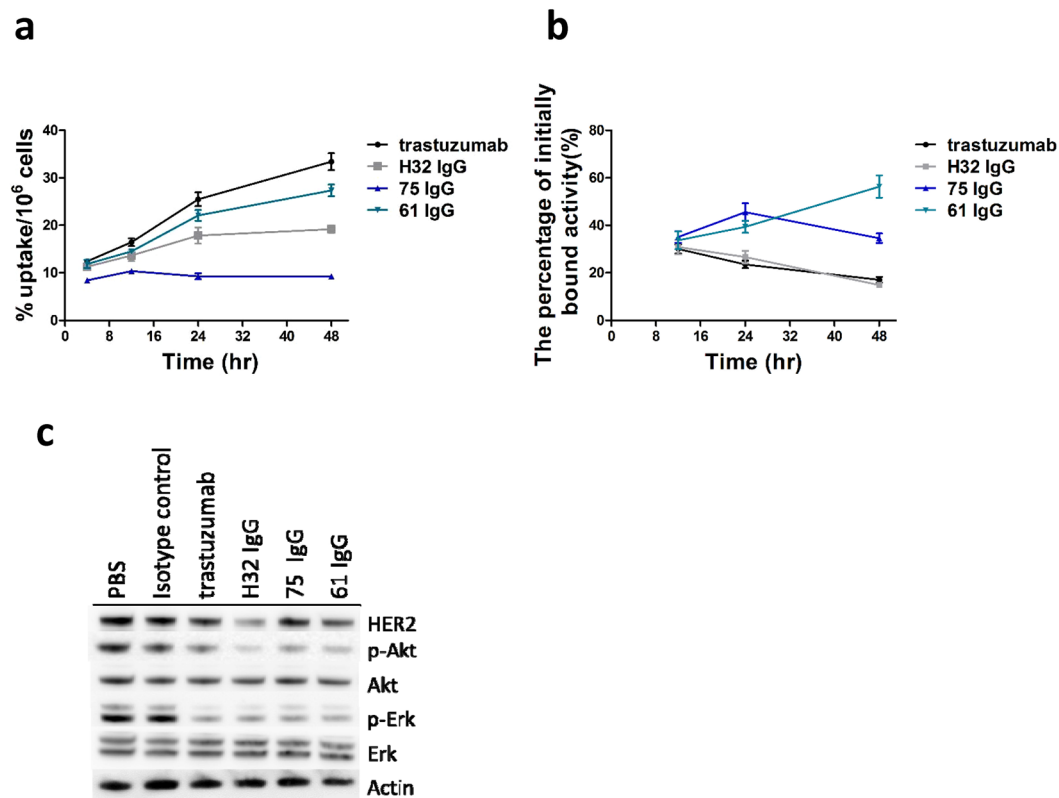 a
% uptake/10⁶ cells
40
30
20
10
0
0 8 16 24 32 40 48
Time (hr)
trastuzumab
H32 IgG
75 IgG
61 IgG
b
The percentage of initially
bound activity(%)
80
60
40
20
0
0 8 16 24 32 40 48
Time (hr)
trastuzumab
H32 IgG
75 IgG
61 IgG
c
PBS
Isotype control
trastuzumab
H32 IgG
75 IgG
61 IgG
HER2
p-Akt
Akt
p-Erk
Erk
Actin